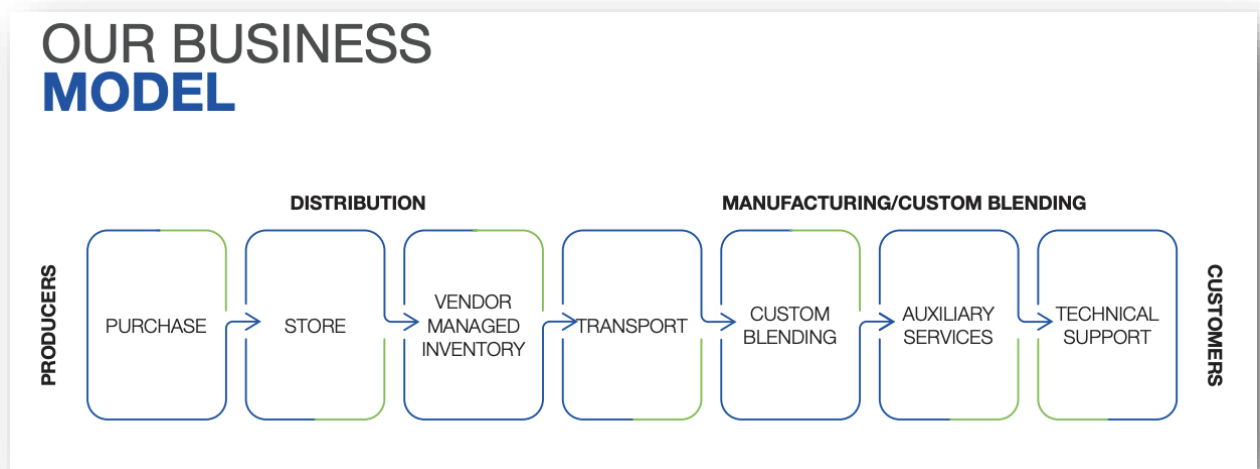 OUR BUSINESS
MODEL
DISTRIBUTION
MANUFACTURING/CUSTOM BLENDING
PRODUCERS
PURCHASE
STORE
VENDOR
MANAGED
INVENTORY
TRANSPORT
CUSTOM
BLENDING
AUXILIARY
SERVICES
TECHNICAL
SUPPORT
CUSTOMERS